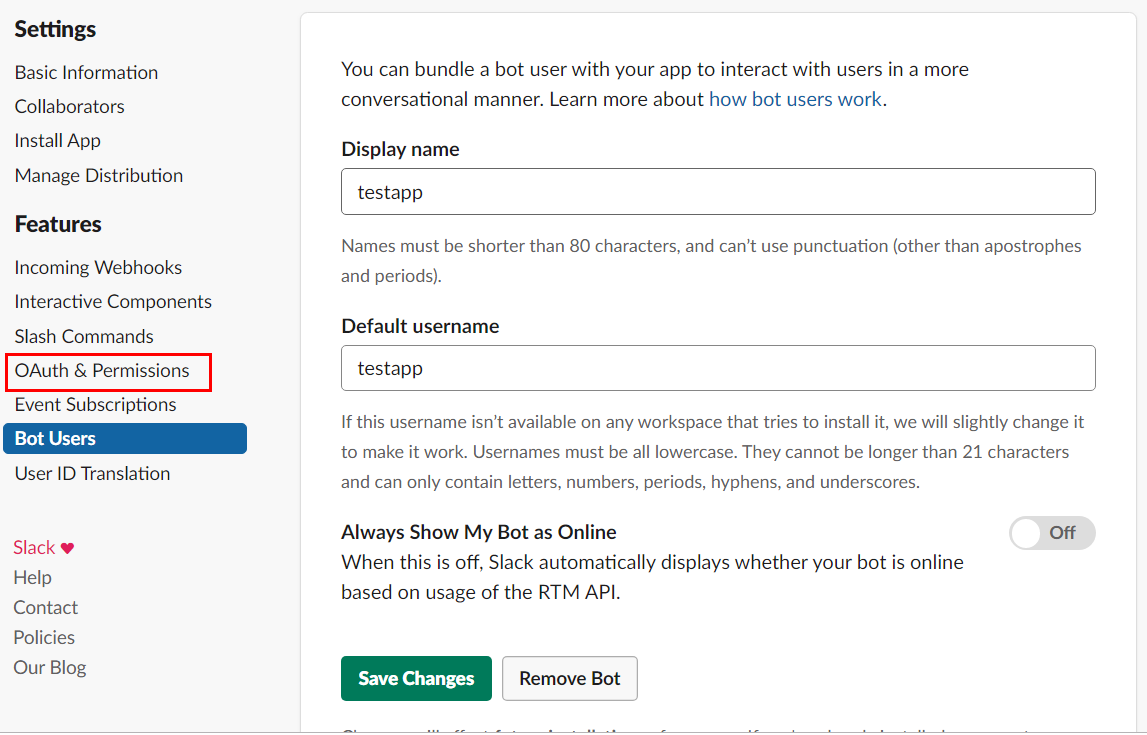 Settings
Basic Information
Collaborators
Install App
Manage Distribution
Features
Incoming Webhooks
Interactive Components
Slash Commands
OAuth & Permissions
Event Subscriptions
Bot Users
User ID Translation
Slack ♥
Help
Contact
Policies
Our Blog
You can bundle a bot user with your app to interact with users in a more
conversational manner. Learn more about how bot users work.
Display name
testapp
Names must be shorter than 80 characters, and can’t use punctuation (other than apostrophes
and periods).
Default username
testapp
If this username isn’t available on any workspace that tries to install it, we will slightly change it
to make it work. Usernames must be all lowercase. They cannot be longer than 21 characters
and can only contain letters, numbers, periods, hyphens, and underscores.
Always Show My Bot as Online
Off
When this is off, Slack automatically displays whether your bot is online
based on usage of the RTM API.
Save Changes
Remove Bot